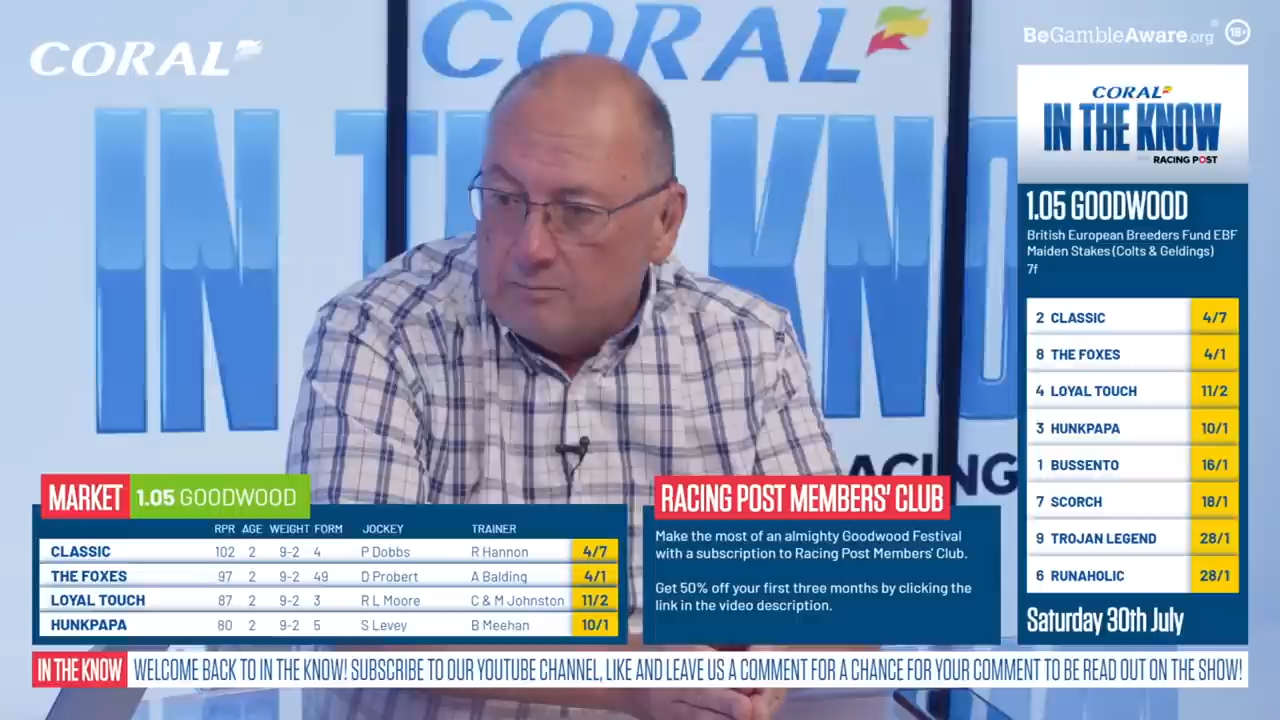 CORAL
CORAL
BeGambleAware.org® 18+
IN THE KNOW
RACING
CORAL
IN THE KNOW
RACING POST
1.05 GOODWOOD
British European Breeders Fund EBF
Maiden Stakes (Colts & Geldings)
7f
2 CLASSIC 4/7
8 THE FOXES 4/1
4 LOYAL TOUCH 11/2
3 HUNKPAPA 10/1
1 BUSSENTO 16/1
7 SCORCH 18/1
9 TROJAN LEGEND 28/1
6 RUNAHOLIC 28/1
Saturday 30th July
MARKET 1.05 GOODWOOD
RPR AGE WEIGHT FORM JOCKEY TRAINER
CLASSIC 102 2 9-2 4 P Dobbs R Hannon 4/7
THE FOXES 97 2 9-2 49 D Probert A Balding 4/1
LOYAL TOUCH 87 2 9-2 3 R L Moore C & M Johnston 11/2
HUNKPAPA 80 2 9-2 5 S Levey B Meehan 10/1
RACING POST MEMBERS' CLUB
Make the most of an almighty Goodwood Festival
with a subscription to Racing Post Members' Club.
Get 50% off your first three months by clicking the
link in the video description.
IN THE KNOW WELCOME BACK TO IN THE KNOW! SUBSCRIBE TO OUR YOUTUBE CHANNEL, LIKE AND LEAVE US A COMMENT FOR A CHANCE FOR YOUR COMMENT TO BE READ OUT ON THE SHOW!